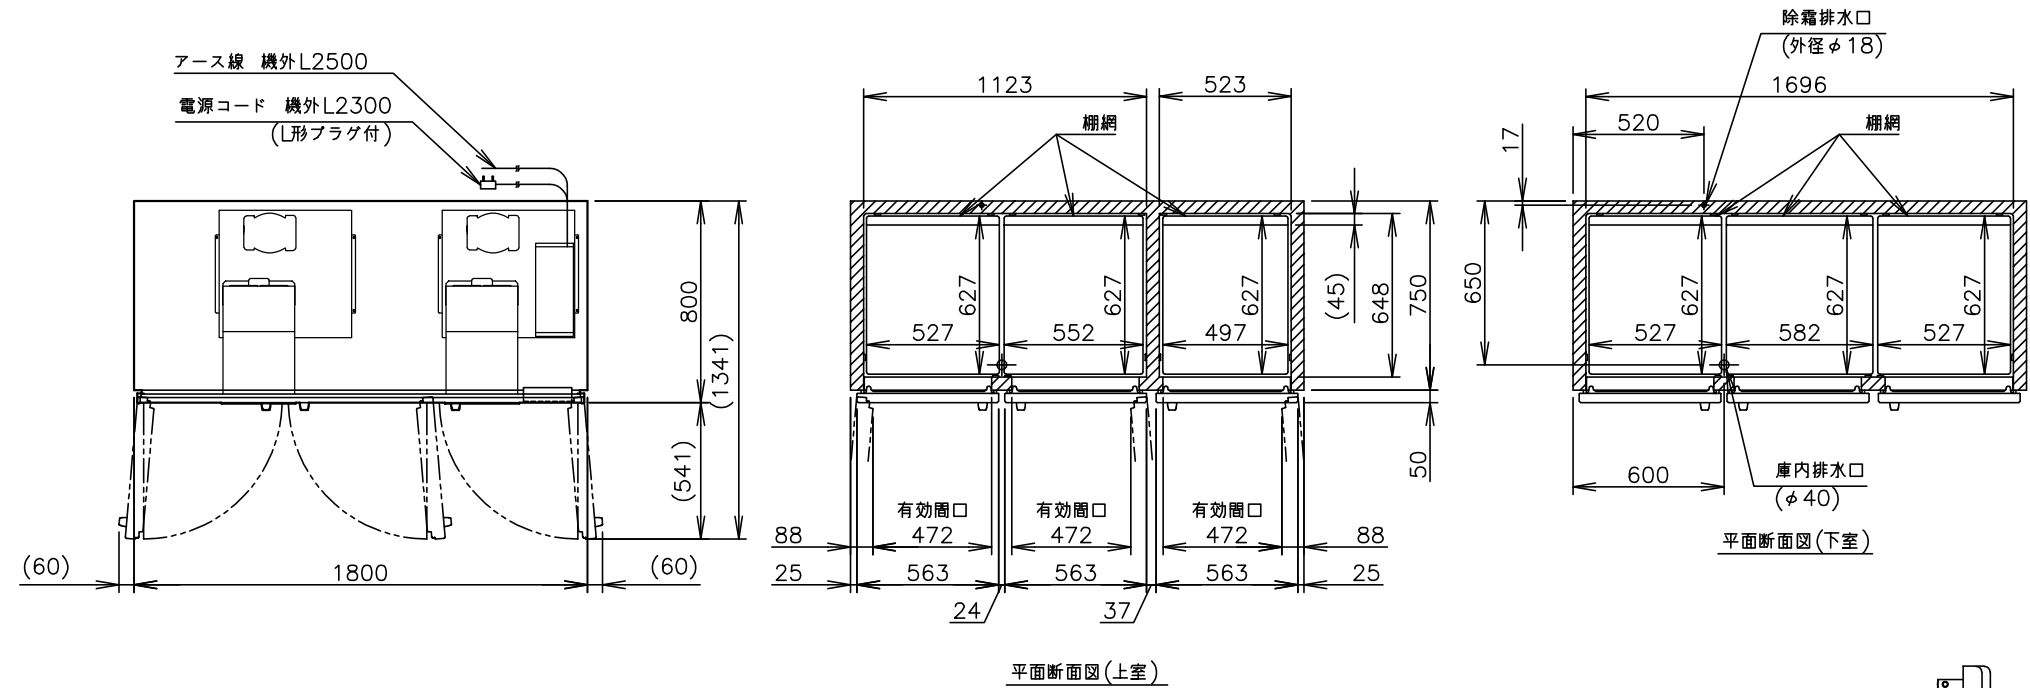 アース線　機外L2500
電源コード　機外L2300
(L形プラグ付)
800
(1341)
(541)
(60)
1800
(60)
1123
523
棚網
627
627
627
527
552
497
(45)
648
750
50
有効間口
有効間口
有効間口
88
472
472
472
88
25
563
563
563
25
24
37
平面断面図(上室)
除霜排水口
(外径φ18)
1696
520
17
棚網
650
627
627
627
527
582
527
600
庫内排水口
(φ40)
平面断面図(下室)